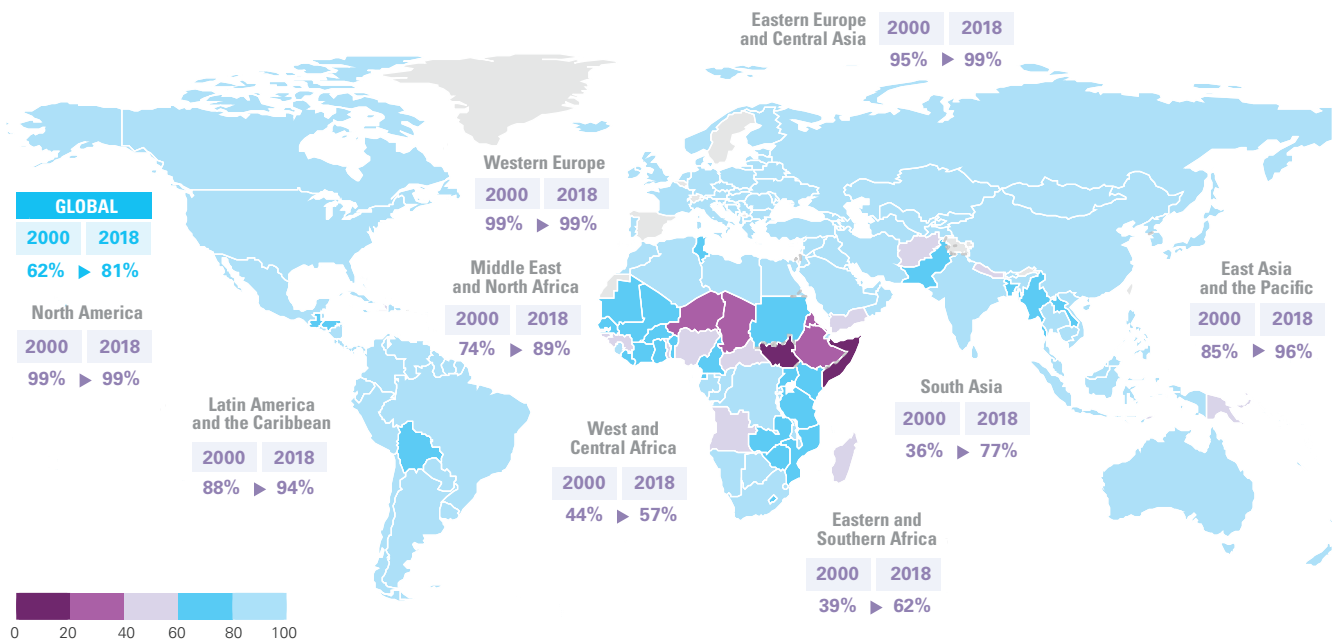 Eastern Europe
and Central Asia
2000 2018
95% ▶ 99%
Western Europe
2000 2018
99% ▶ 99%
GLOBAL
2000 2018
62% ▶ 81%
Middle East
and North Africa
2000 2018
74% ▶ 89%
East Asia
and the Pacific
2000 2018
85% ▶ 96%
North America
2000 2018
99% ▶ 99%
South Asia
2000 2018
36% ▶ 77%
Latin America
and the Caribbean
2000 2018
88% ▶ 94%
West and
Central Africa
2000 2018
44% ▶ 57%
Eastern and
Southern Africa
2000 2018
39% ▶ 62%
0 20 40 60 80 100